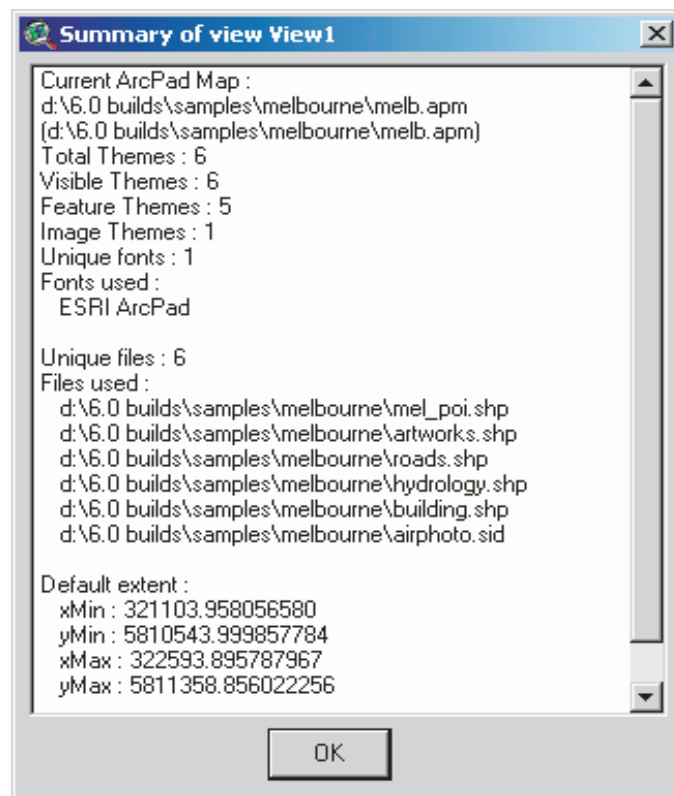 Summary of view View1
Current ArcPad Map :
d:\6.0 builds\samples\melbourne\melb.apm
(d:\6.0 builds\samples\melbourne\melb.apm)
Total Themes : 6
Visible Themes : 6
Feature Themes : 5
Image Themes : 1
Unique fonts : 1
Fonts used :
ESRI ArcPad
Unique files : 6
Files used :
d:\6.0 builds\samples\melbourne\mel_poi.shp
d:\6.0 builds\samples\melbourne\artworks.shp
d:\6.0 builds\samples\melbourne\roads.shp
d:\6.0 builds\samples\melbourne\hydrology.shp
d:\6.0 builds\samples\melbourne\building.shp
d:\6.0 builds\samples\melbourne\airphoto.sid
Default extent :
xMin : 321103.958056580
yMin : 5810543.999857784
xMax : 322593.895787967
yMax : 5811358.856022256
OK